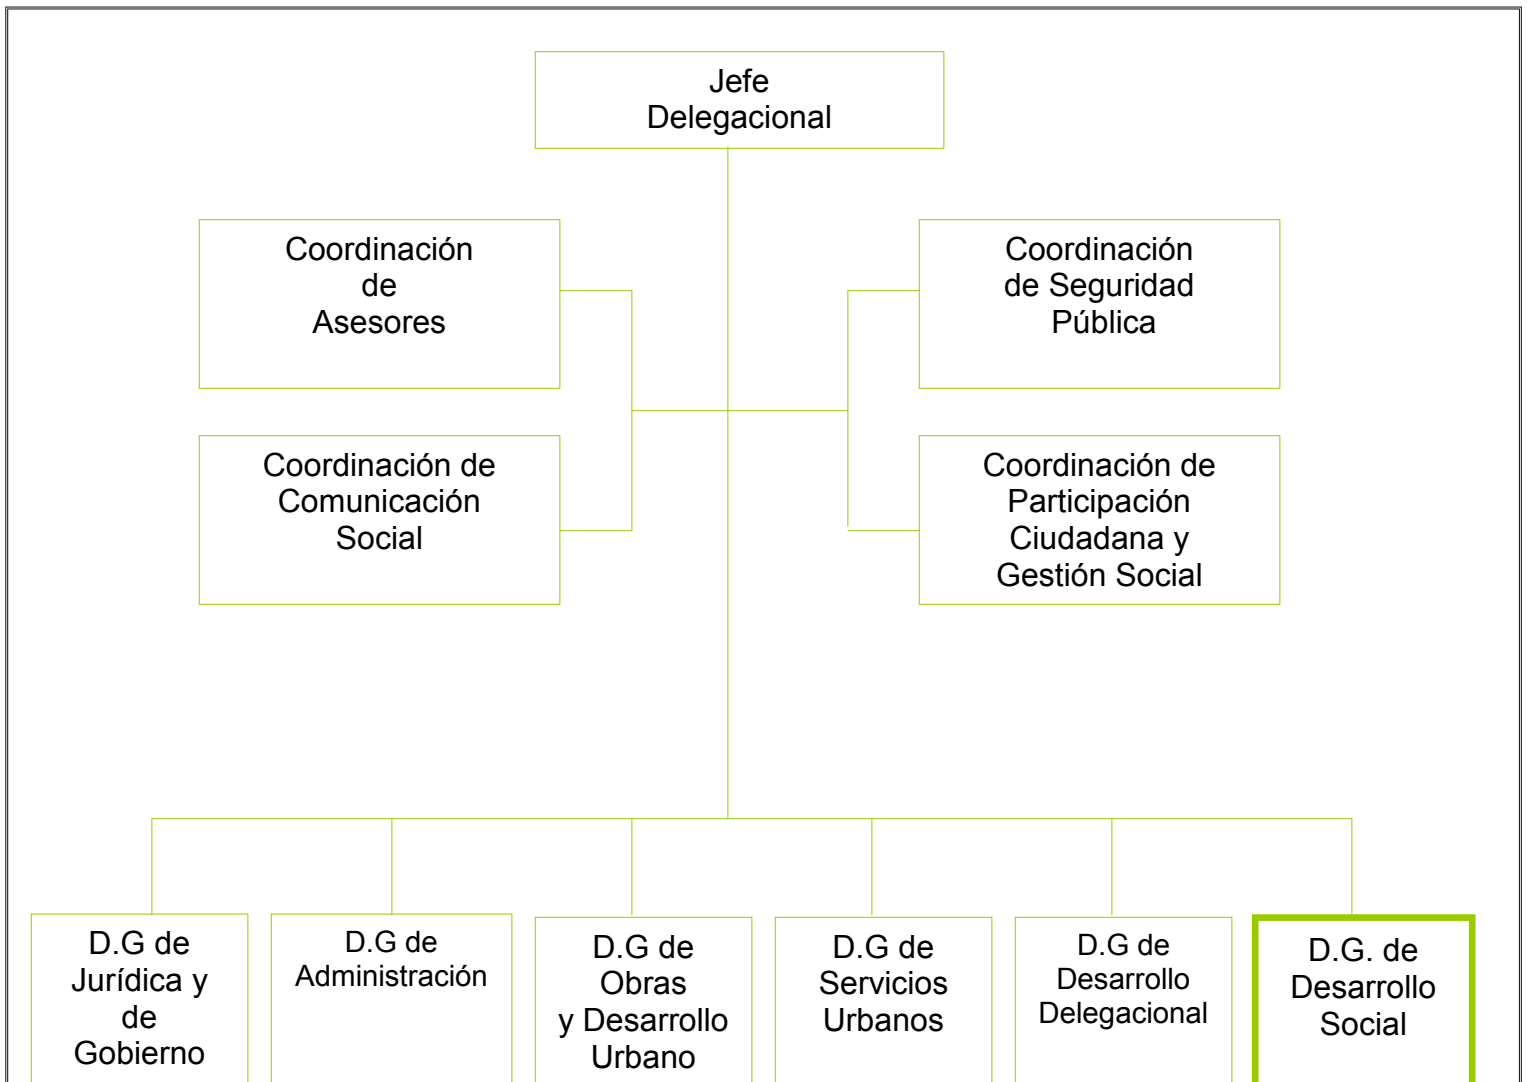 Jefe
Delegacional
Coordinación
de
Asesores
Coordinación
de Seguridad
Pública
Coordinación de
Comunicación
Social
Coordinación de
Participación
Ciudadana y
Gestión Social
D.G de
Jurídica y
de
Gobierno
D.G de
Administración
D.G de
Obras
y Desarrollo
Urbano
D.G de
Servicios
Urbanos
D.G de
Desarrollo
Delegacional
D.G. de
Desarrollo
Social